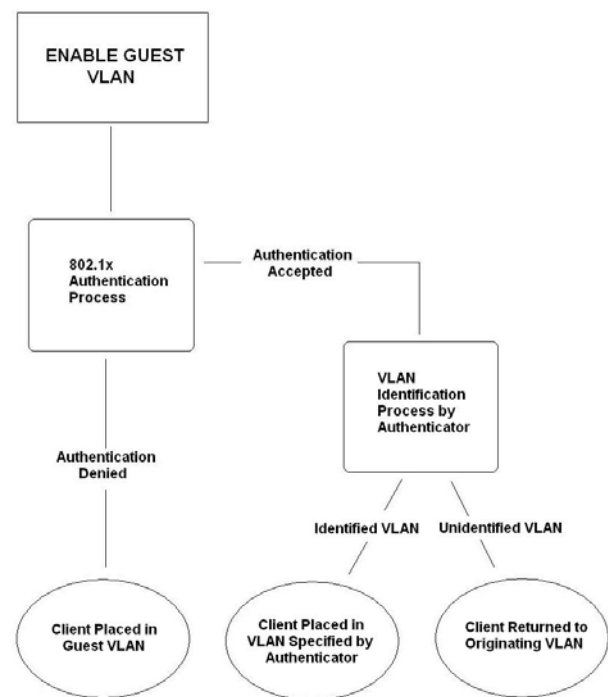 ENABLE GUEST
VLAN
802.1x
Authentication
Process
Authentication
Accepted
VLAN
Identification
Process by
Authenticator
Authentication
Denied
Identified VLAN
Unidentified VLAN
Client Placed in
Guest VLAN
Client Placed in
VLAN Specified by
Authenticator
Client Returned to
Originating VLAN